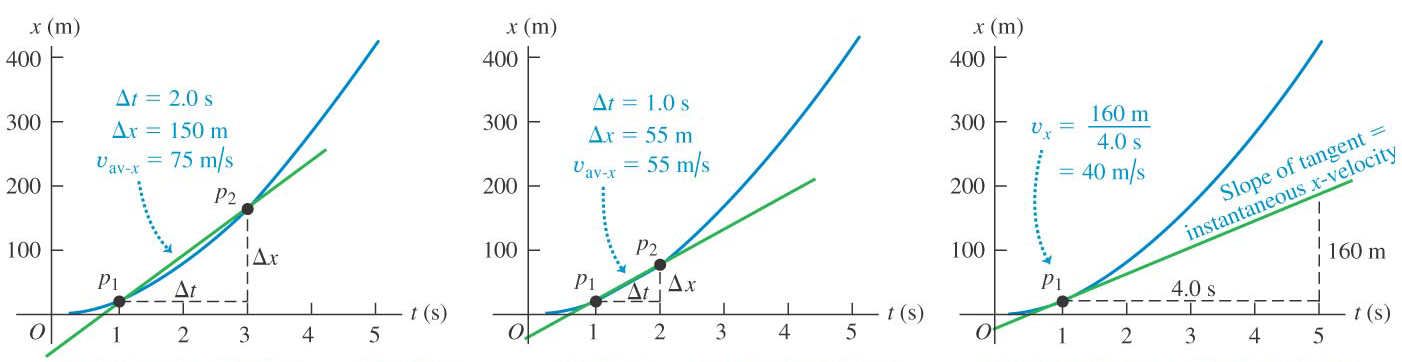 x (m)
400
300
200
100
O
1
2
3
4
5
t (s)
Δt = 2.0 s
Δx = 150 m
υav-x = 75 m/s
p1
p2
Δt
Δx
x (m)
400
300
200
100
O
1
2
3
4
5
t (s)
Δt = 1.0 s
Δx = 55 m
υav-x = 55 m/s
p1
p2
Δt
Δx
x (m)
400
300
200
100
O
1
2
3
4
5
t (s)
υx = 160 m
4.0 s
= 40 m/s
Slope of tangent =
instantaneous x-velocity
p1
4.0 s
160 m